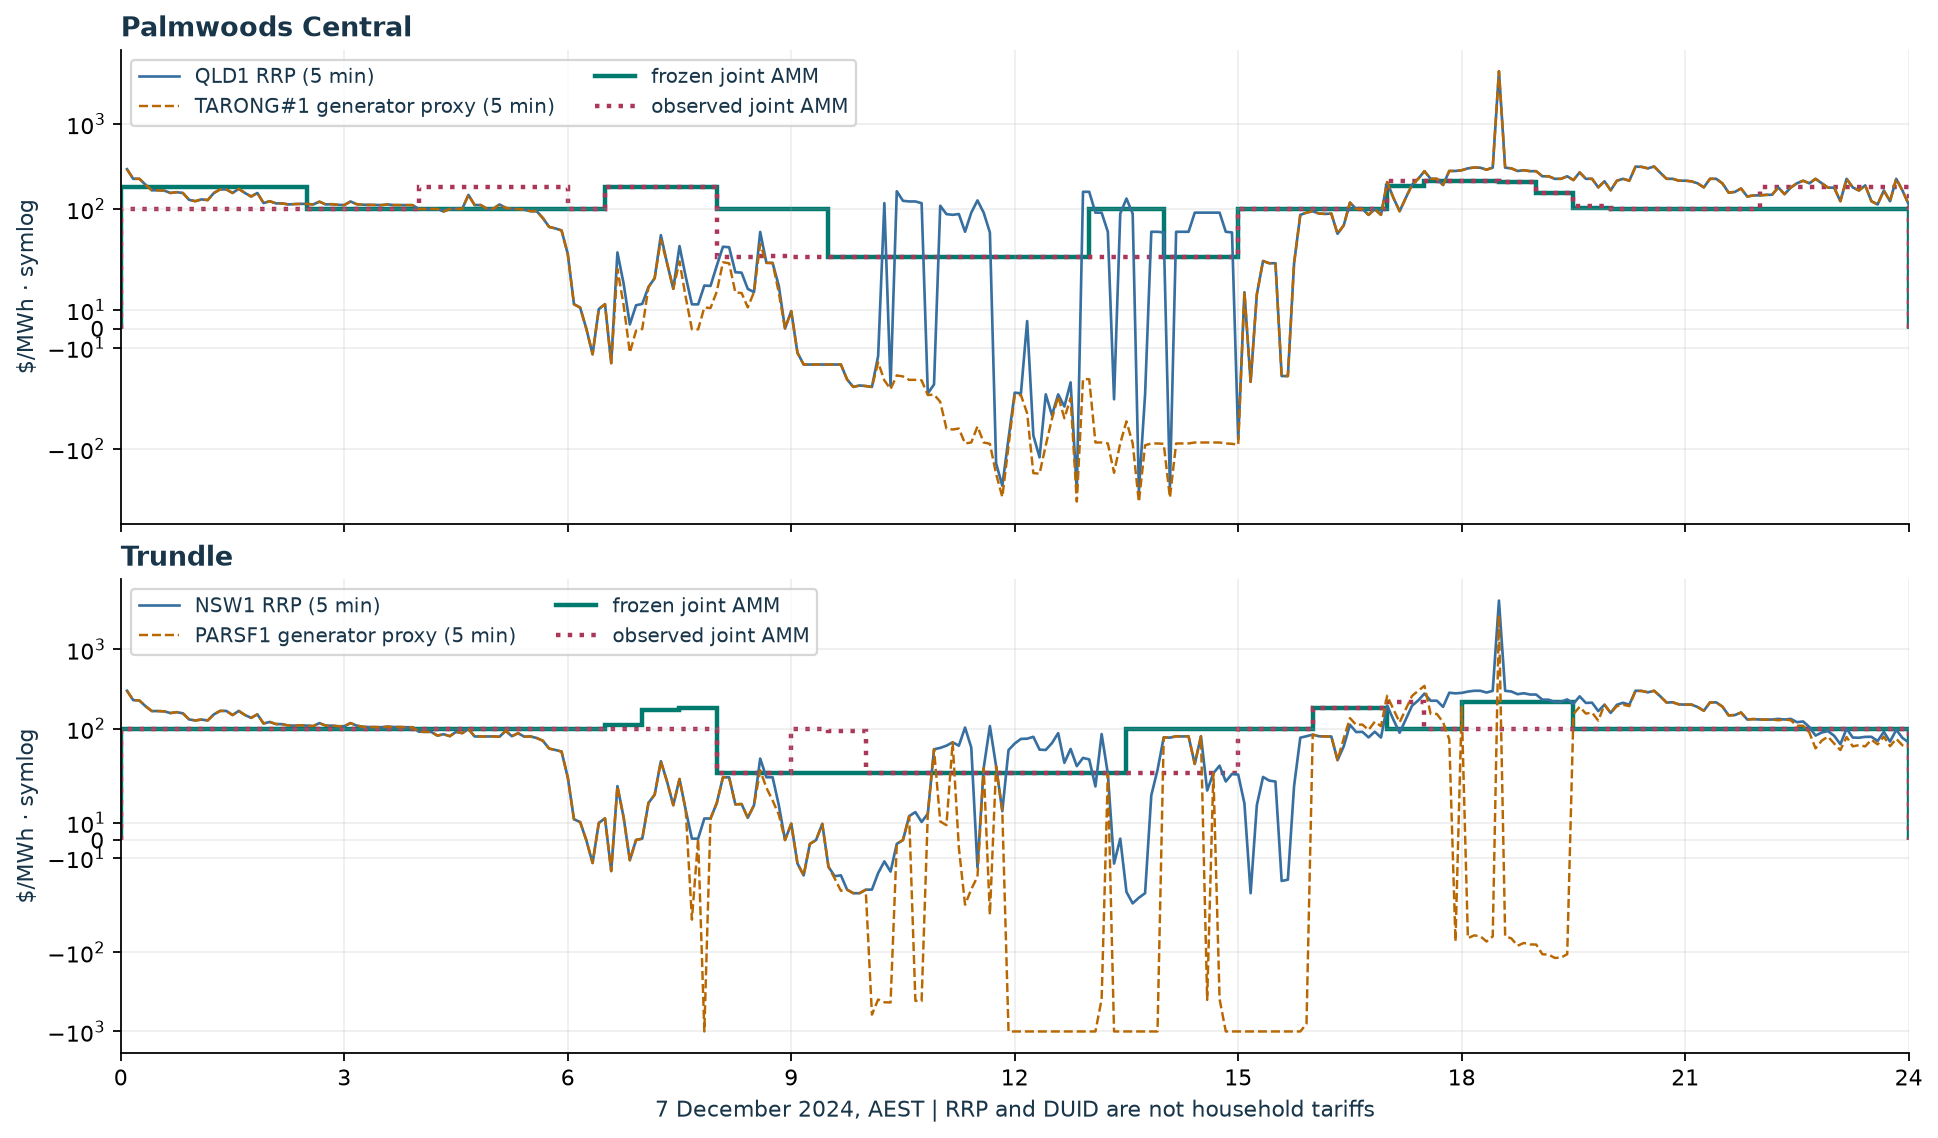 Palmwoods Central
QLD1 RRP (5 min)
TARONG#1 generator proxy (5 min)
frozen joint AMM
observed joint AMM
$/MWh · symlog
10³
10²
10¹
0
−10¹
−10²
Trundle
NSW1 RRP (5 min)
PARSF1 generator proxy (5 min)
frozen joint AMM
observed joint AMM
$/MWh · symlog
10³
10²
10¹
0
−10¹
−10²
−10³
0 3 6 9 12 15 18 21 24
7 December 2024, AEST | RRP and DUID are not household tariffs